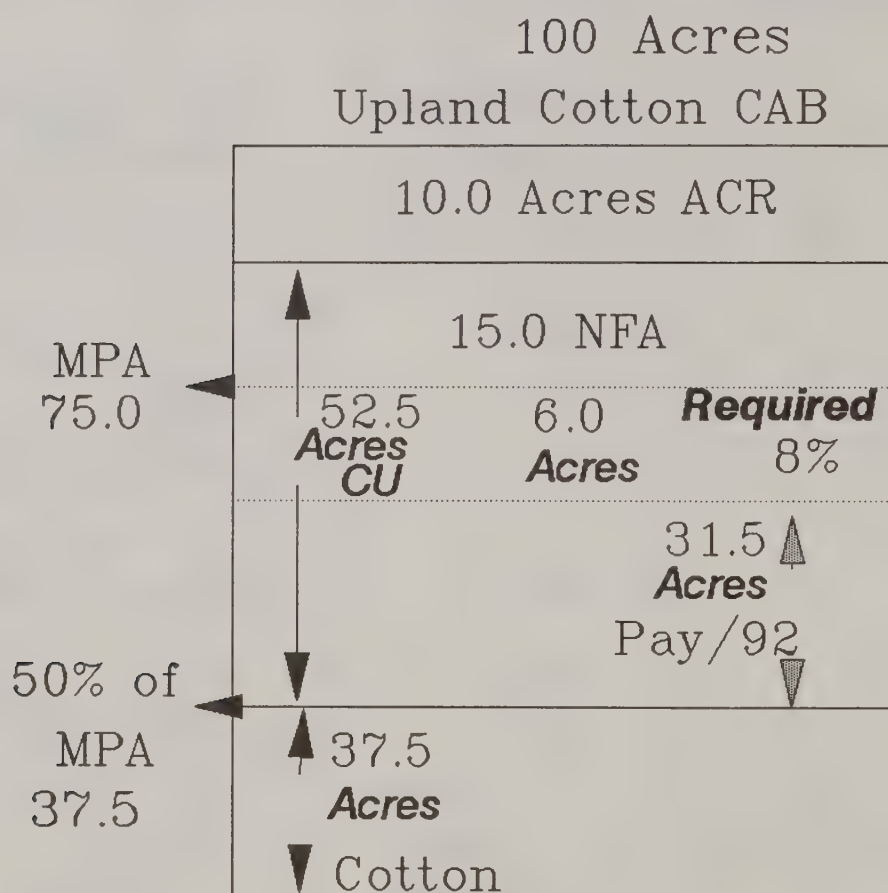 100 Acres
Upland Cotton CAB
10.0 Acres ACR
15.0 NFA
MPA
75.0
52.5
Acres
CU
6.0
Acres
Required
8%
31.5
Acres
Pay/92
50% of
MPA
37.5
37.5
Acres
Cotton